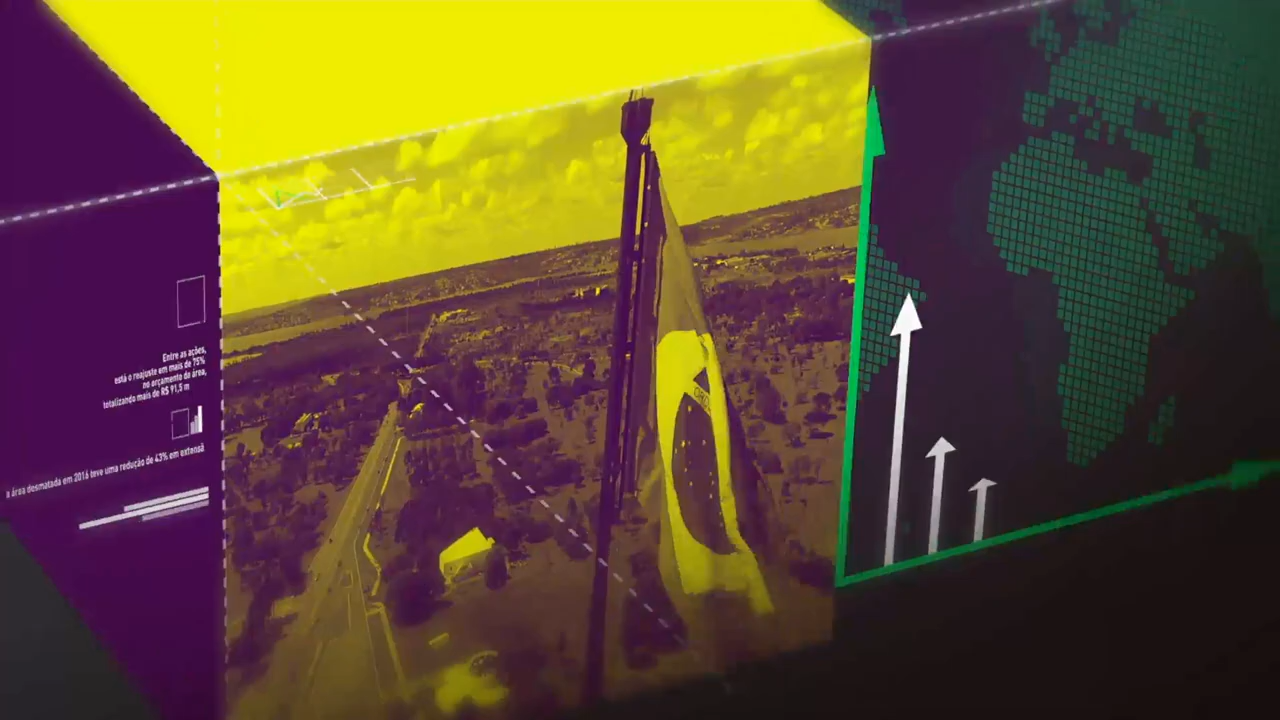 Entre as ações,
está o reajuste em mais de 75%
no orçamento da área,
totalizando mais de R$ 91,5 m
a área desmatada em 2016 teve uma redução de 43% em extensã